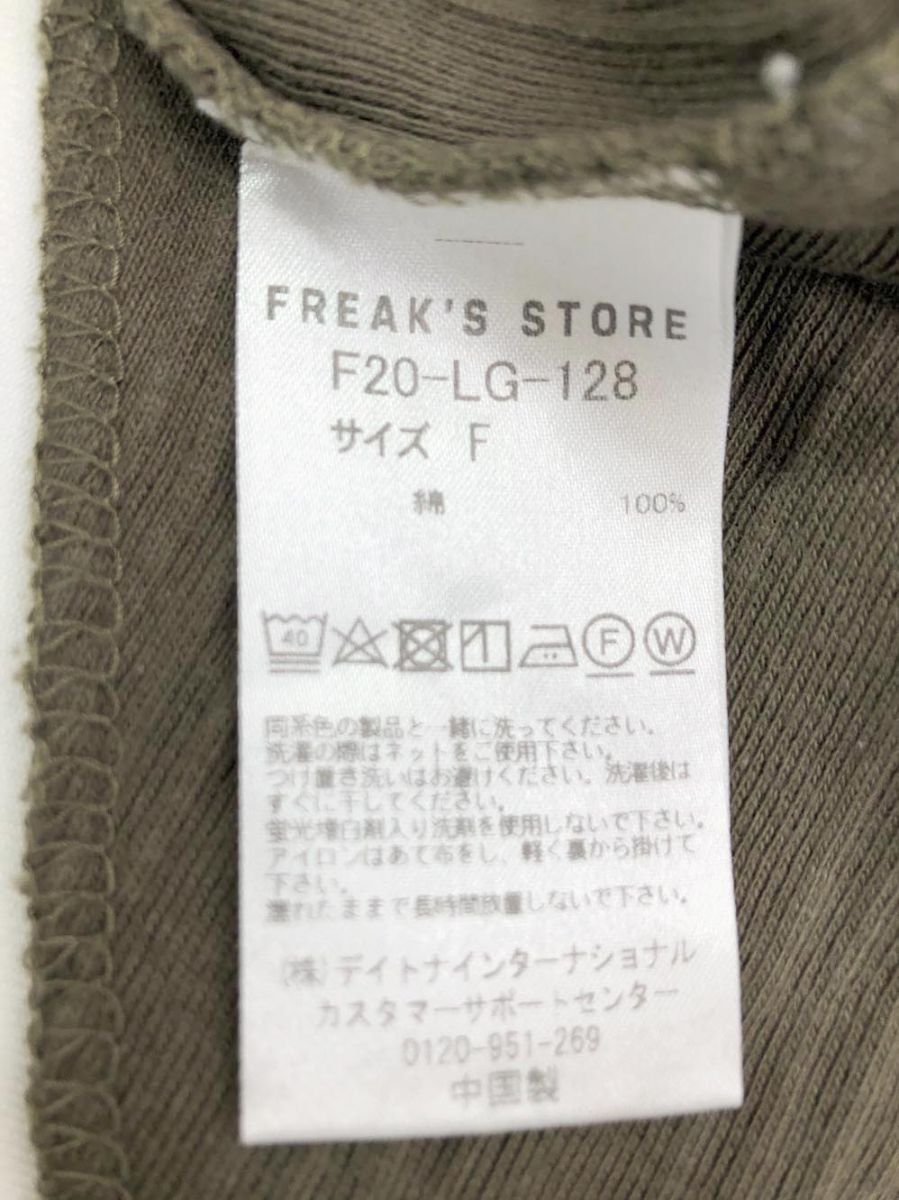 FREAK'S STORE
F20-LG-128
サイズ F
綿 100%
40 F W
同系色の製品と一緒に洗ってください。
洗濯の際はネットをご使用下さい。
つけ置き洗いはお避けください。洗濯後は
すぐに干してください。
蛍光増白剤入り洗剤を使用しないで下さい。
アイロンはあて布をし、軽く裏から掛けて
下さい。
濡れたままで長時間放置しないで下さい。
(株)デイトナインターナショナル
カスタマーサポートセンター
0120-951-269
中国製